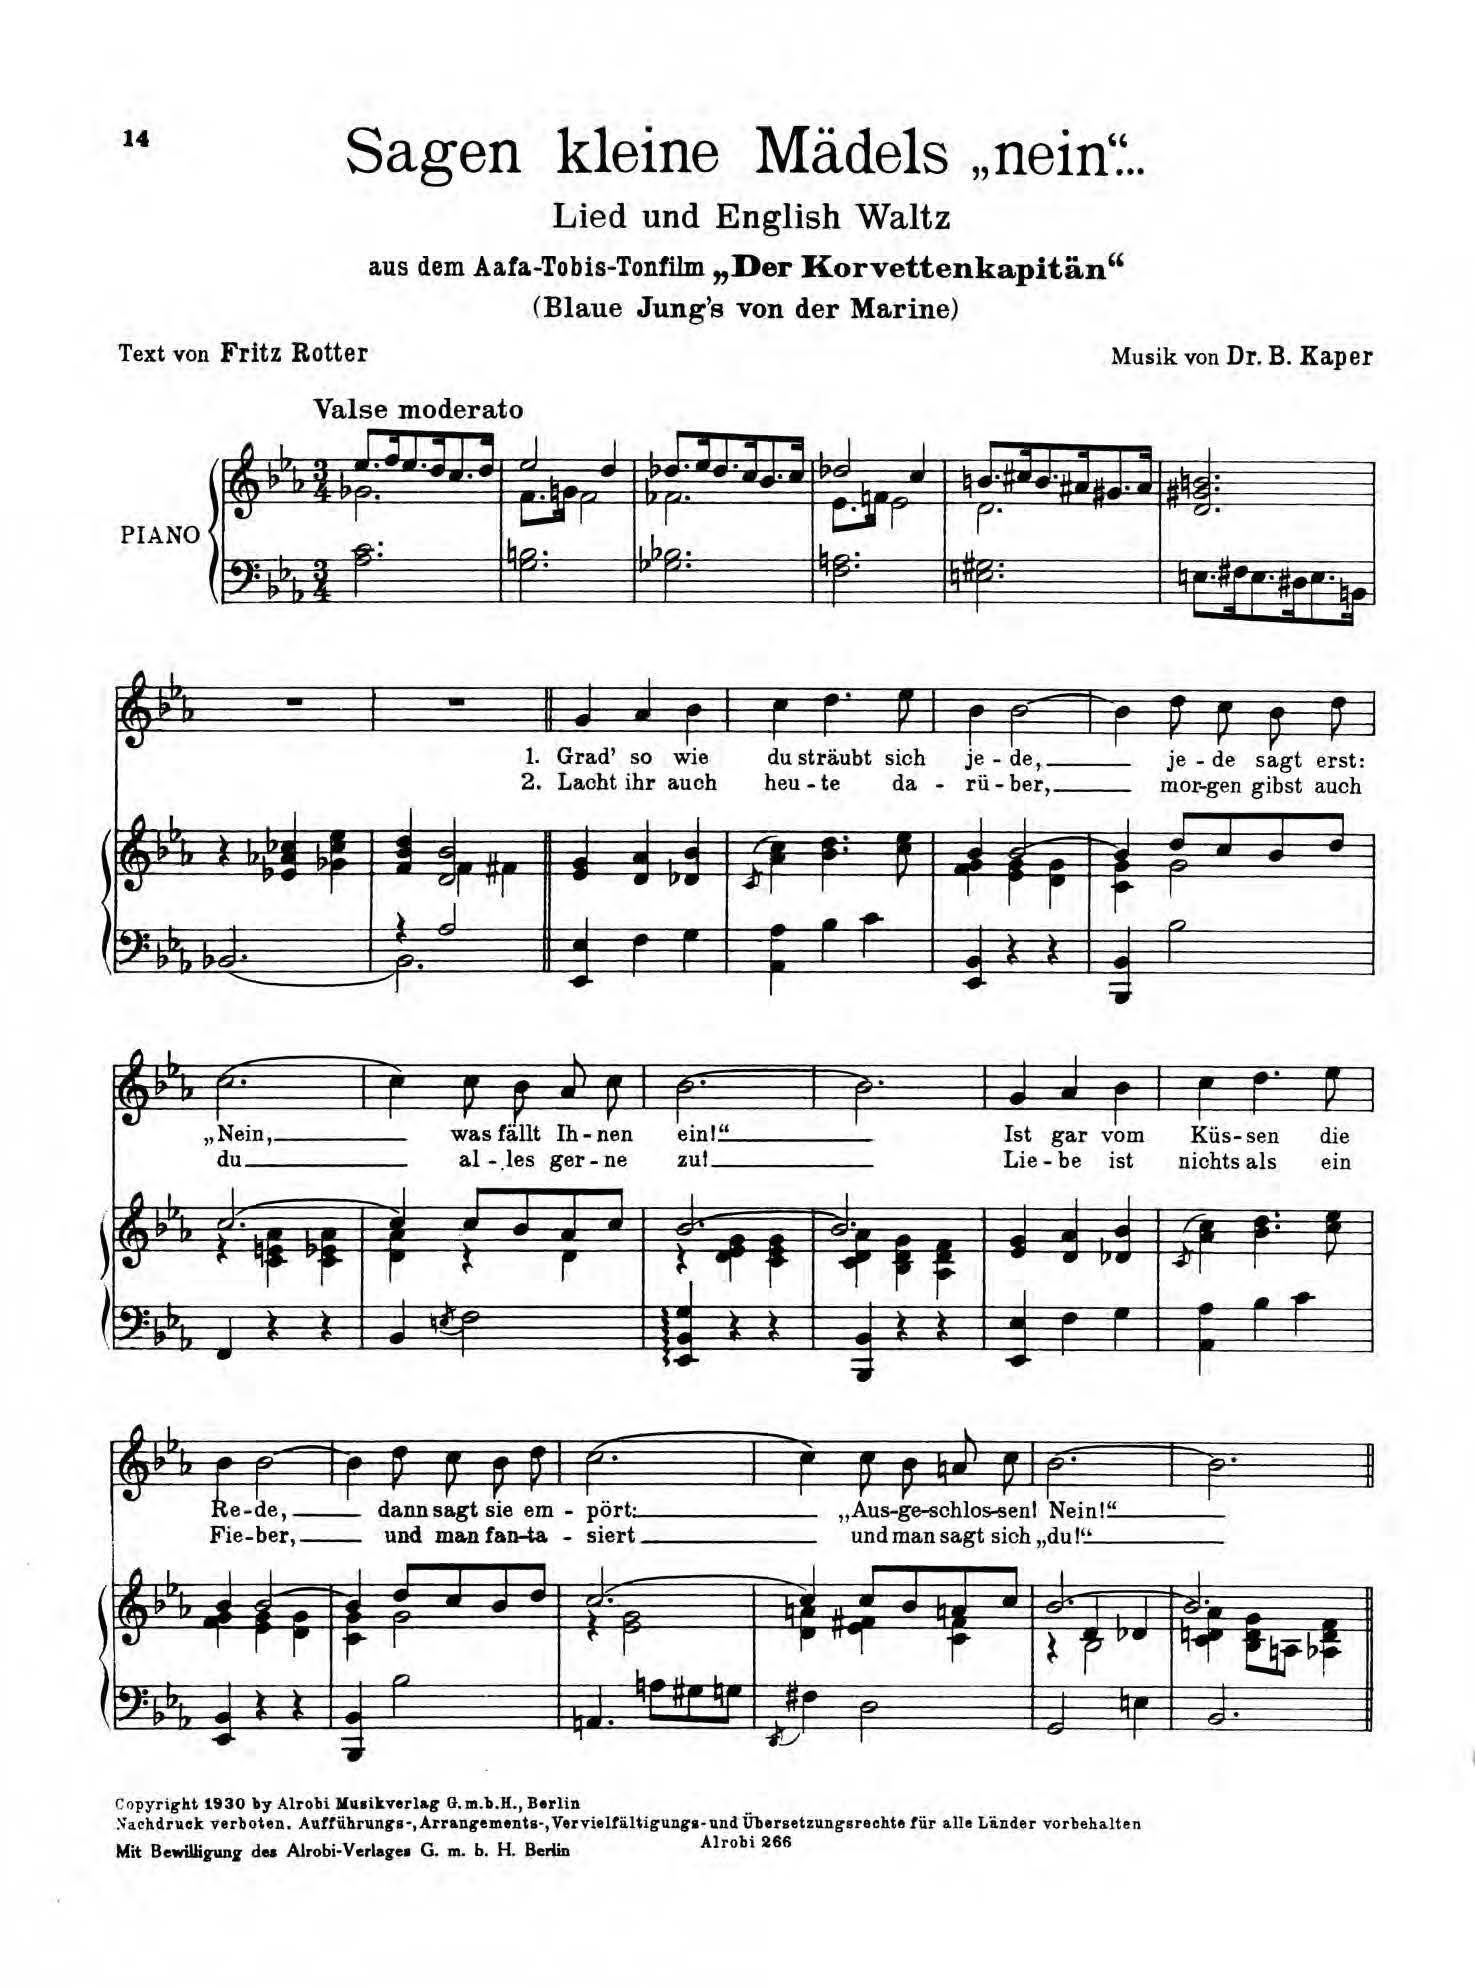 14
Sagen kleine Mädels „nein“...
Lied und English Waltz
aus dem Aafa-Tobis-Tonfilm „Der Korvettenkapitän“
(Blaue Jung's von der Marine)
Text von Fritz Rotter
Musik von Dr. B. Kaper
Valse moderato
PIANO
1. Grad' so wie du sträubt sich je - de, je - de sagt erst:
2. Lacht ihr auch heu - te da - rü - ber, mor-gen gibst auch
„Nein, was fällt Ih - nen ein!“ Ist gar vom Küs - sen die
du al - les ger - ne zu! Lie - be ist nichts als ein
Re - de, dann sagt sie em - pört: „Aus-ge-schlos-sen! Nein!“
Fie - ber, und man fan-ta - siert und man sagt sich „du!“
Copyright 1930 by Alrobi Musikverlag G.m.b.H., Berlin
Nachdruck verboten. Aufführungs-, Arrangements-, Vervielfältigungs- und Übersetzungsrechte für alle Länder vorbehalten
Alrobi 266
Mit Bewilligung des Alrobi-Verlages G. m. b. H. Berlin